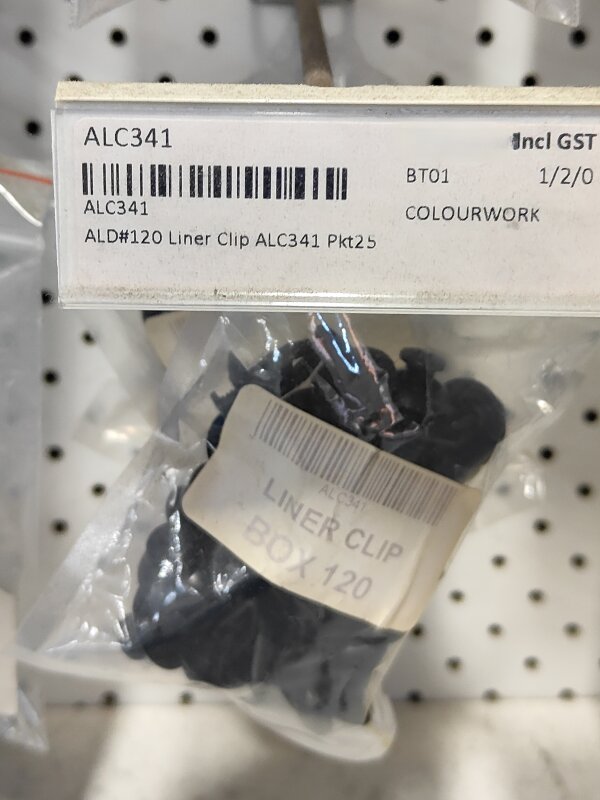 ALC341
Incl GST
BT01 1/2/0
ALC341
COLOURWORK
ALD#120 Liner Clip ALC341 Pkt25
ALC341
LINER CLIP
BOX 120